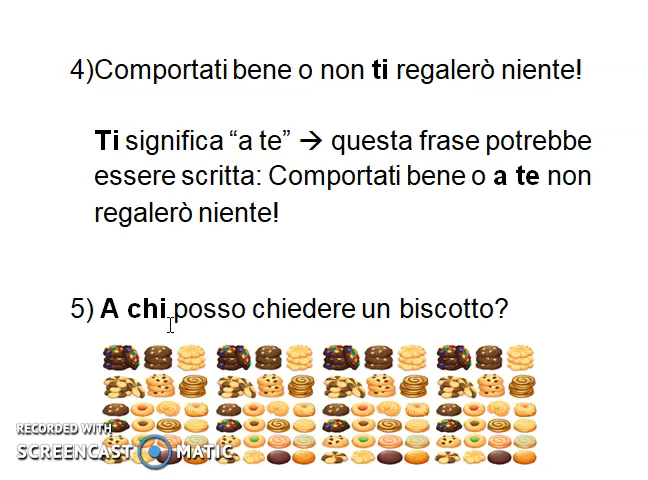 4)Comportati bene o non ti regalerò niente!
Ti significa “a te” → questa frase potrebbe
essere scritta: Comportati bene o a te non
regalerò niente!
5) A chi posso chiedere un biscotto?
RECORDED WITH
SCREENCAST MATIC